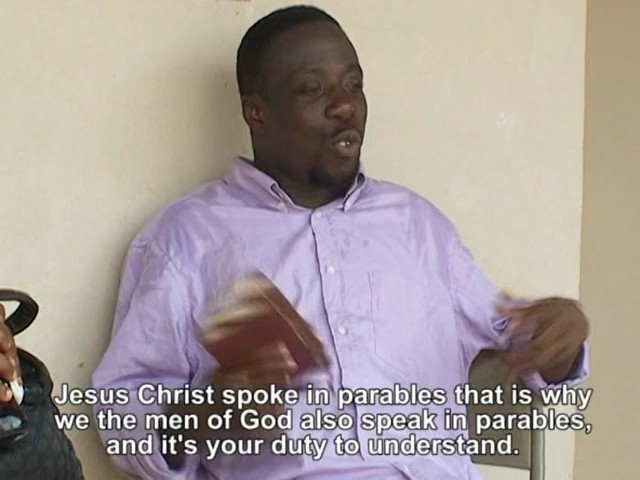 Jesus Christ spoke in parables that is why
we the men of God also speak in parables,
and it's your duty to understand.